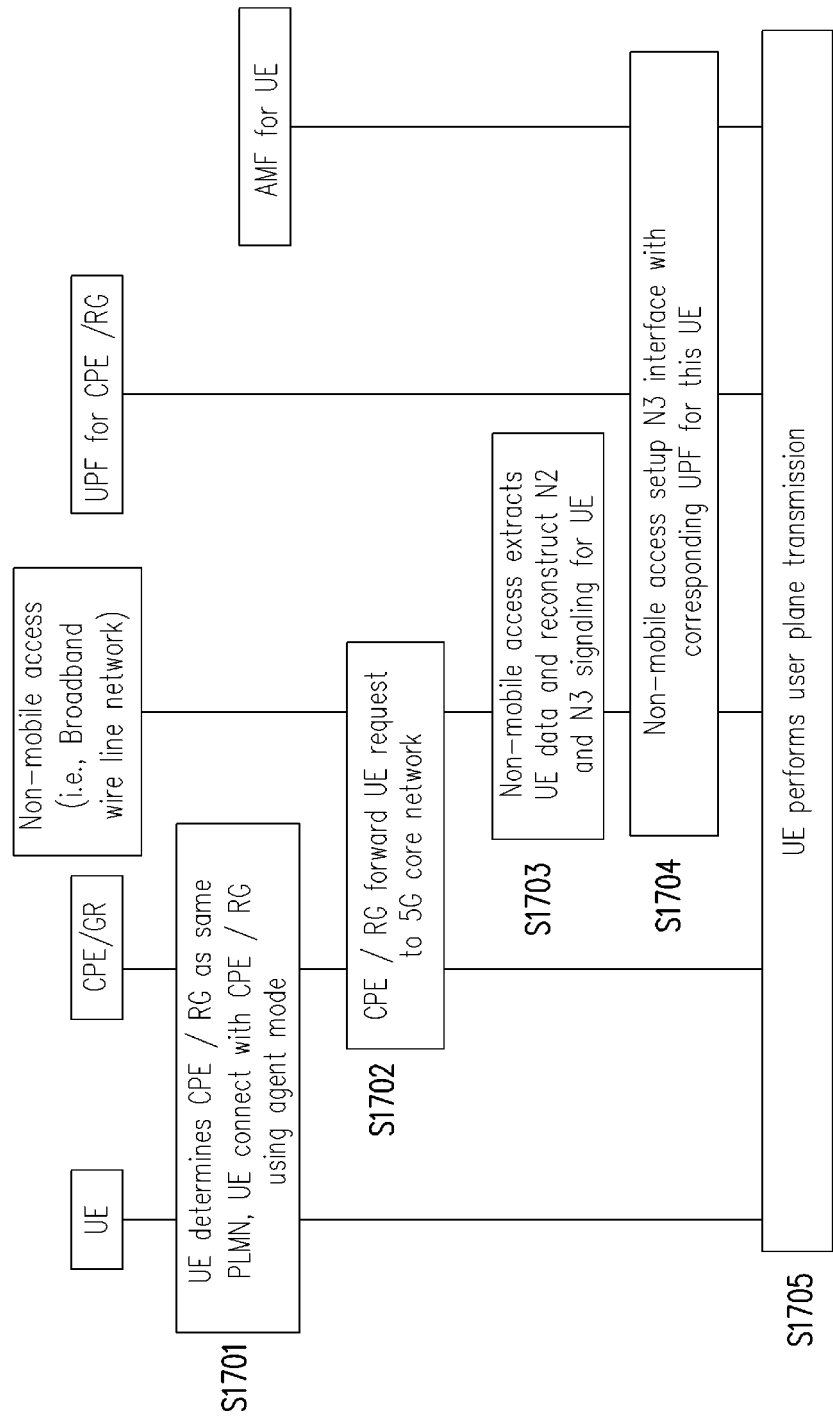 UE
CPE/GR
Non-mobile access
(i.e., Broadband
wire line network)
UPF for CPE /RG
AMF for UE
S1701
UE determines CPE / RG as same
PLMN, UE connect with CPE / RG
using agent mode
S1702
CPE / RG forward UE request
to 5G core network
S1703
Non-mobile access extracts
UE data and reconstruct N2
and N3 signaling for UE
S1704
Non-mobile access setup N3 interface with
corresponding UPF for this UE
S1705
UE performs user plane transmission